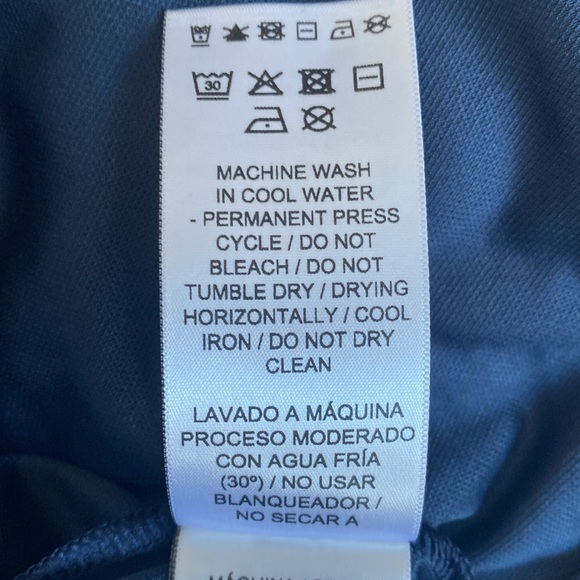 30
MACHINE WASH
IN COOL WATER
- PERMANENT PRESS
CYCLE / DO NOT
BLEACH / DO NOT
TUMBLE DRY / DRYING
HORIZONTALLY / COOL
IRON / DO NOT DRY
CLEAN
LAVADO A MÁQUINA
PROCESO MODERADO
CON AGUA FRÍA
(30º) / NO USAR
BLANQUEADOR /
NO SECAR A